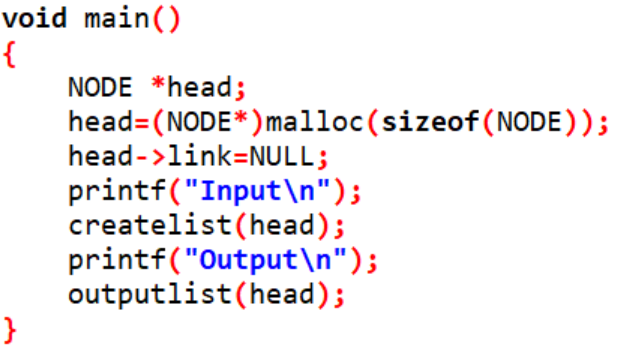 void main()
{
    NODE *head;
    head=(NODE*)malloc(sizeof(NODE));
    head->link=NULL;
    printf("Input\n");
    createlist(head);
    printf("Output\n");
    outputlist(head);
}